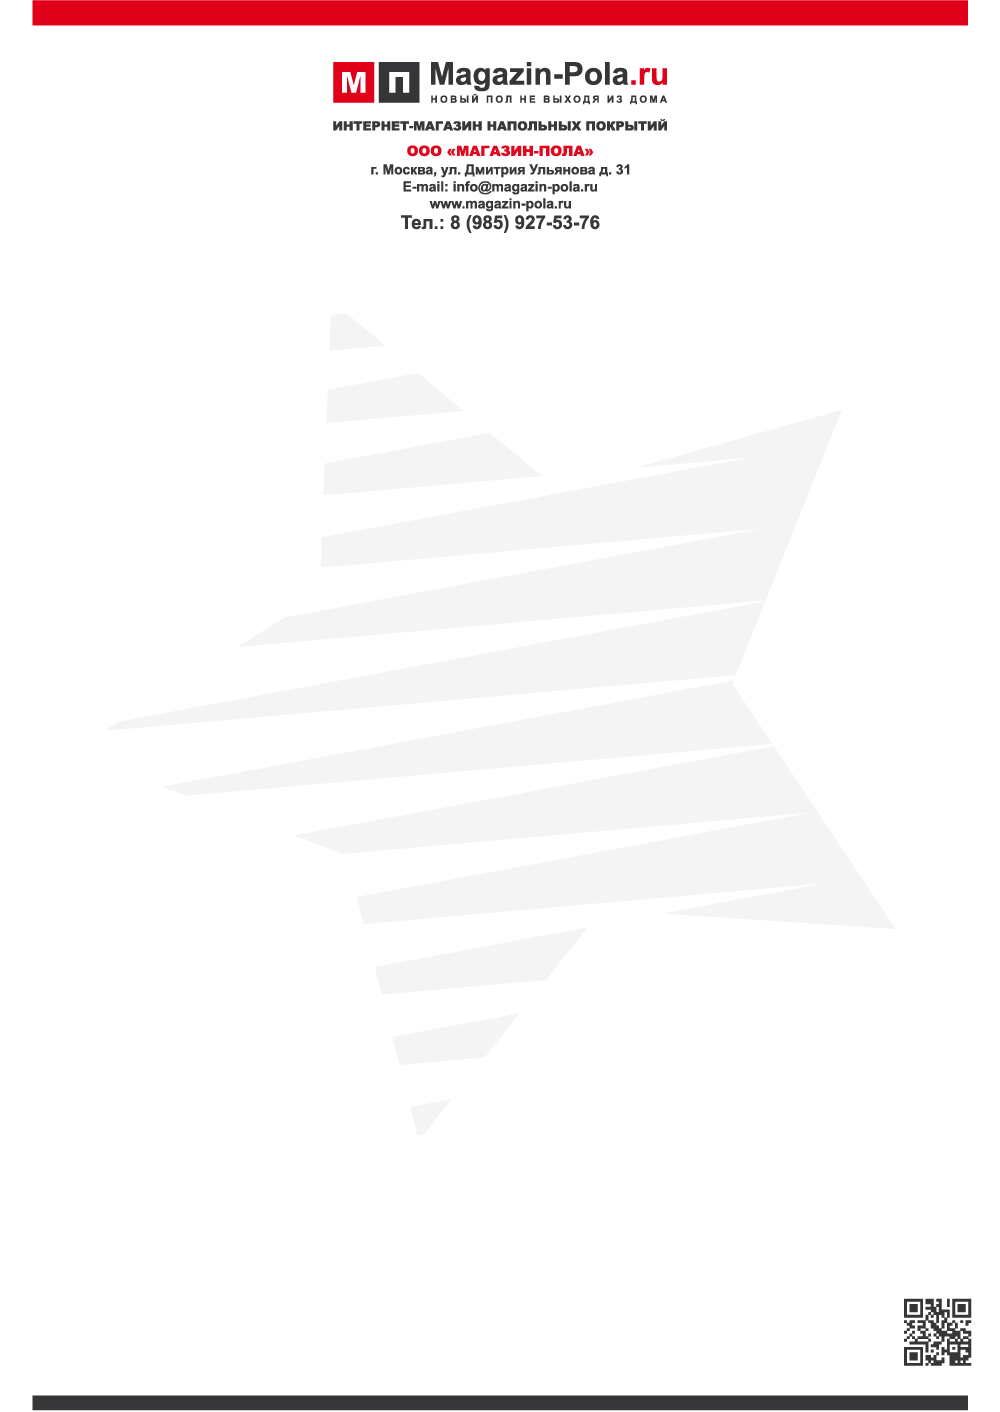 МП Magazin-Pola.ru
НОВЫЙ ПОЛ НЕ ВЫХОДЯ ИЗ ДОМА
ИНТЕРНЕТ-МАГАЗИН НАПОЛЬНЫХ ПОКРЫТИЙ
ООО «МАГАЗИН-ПОЛА»
г. Москва, ул. Дмитрия Ульянова д. 31
E-mail: info@magazin-pola.ru
www.magazin-pola.ru
Тел.: 8 (985) 927-53-76